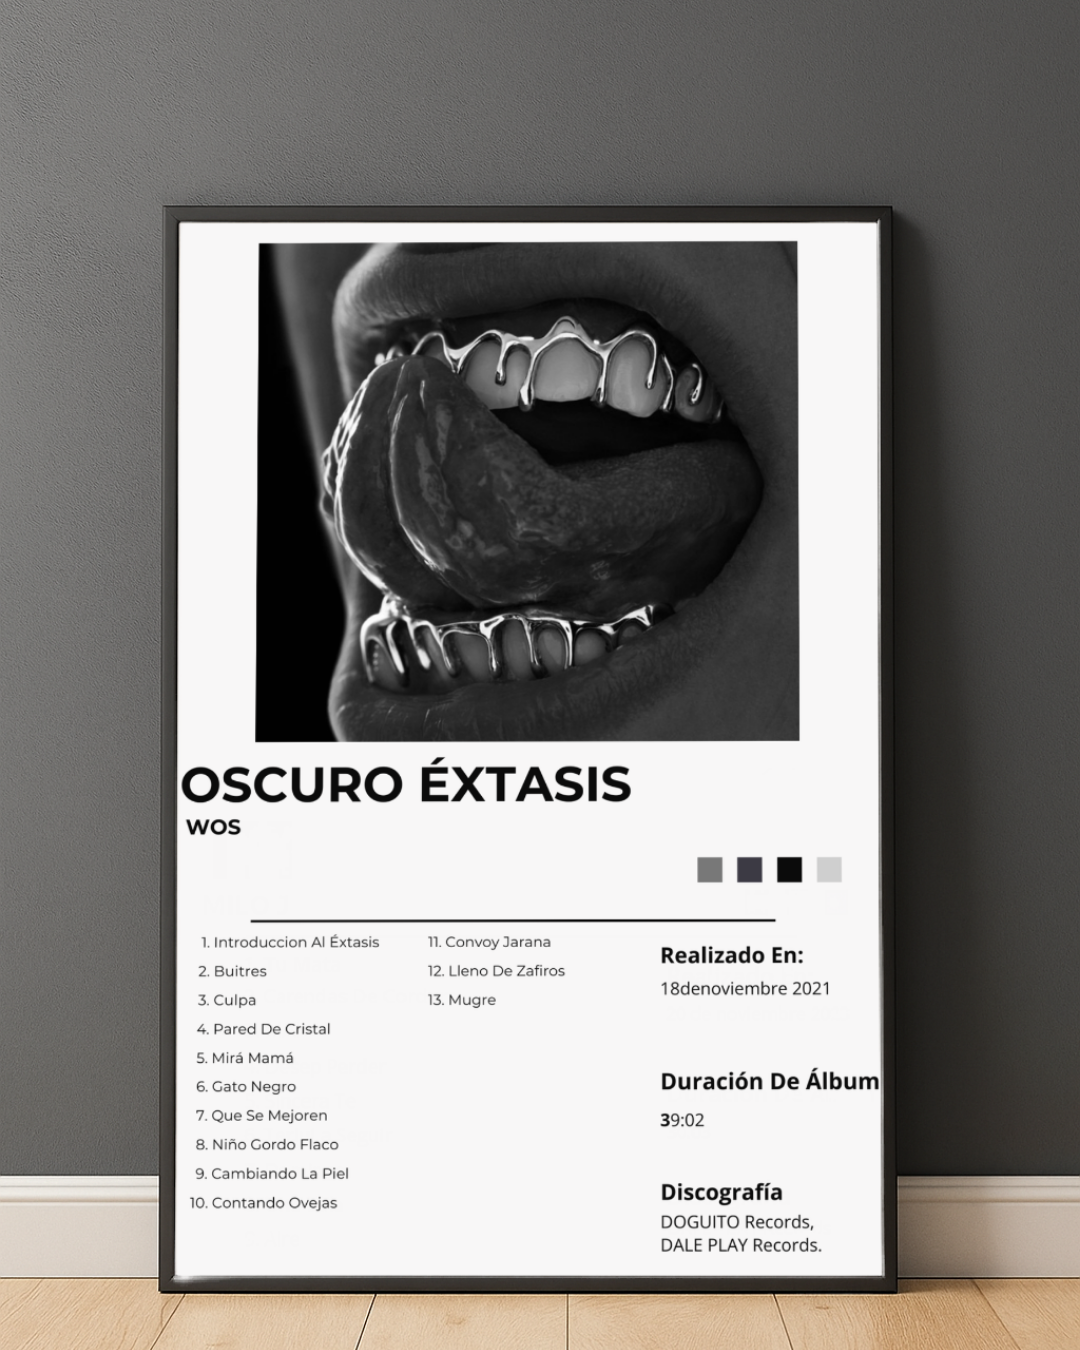 OSCURO ÉXTASIS
WOS
1. Introduccion Al Éxtasis
2. Buitres
3. Culpa
4. Pared De Cristal
5. Mirá Mamá
6. Gato Negro
7. Que Se Mejoren
8. Niño Gordo Flaco
9. Cambiando La Piel
10. Contando Ovejas
11. Convoy Jarana
12. Lleno De Zafiros
13. Mugre
Realizado En:
18denoviembre 2021
Duración De Álbum
39:02
Discografía
DOGUITO Records,
DALE PLAY Records.